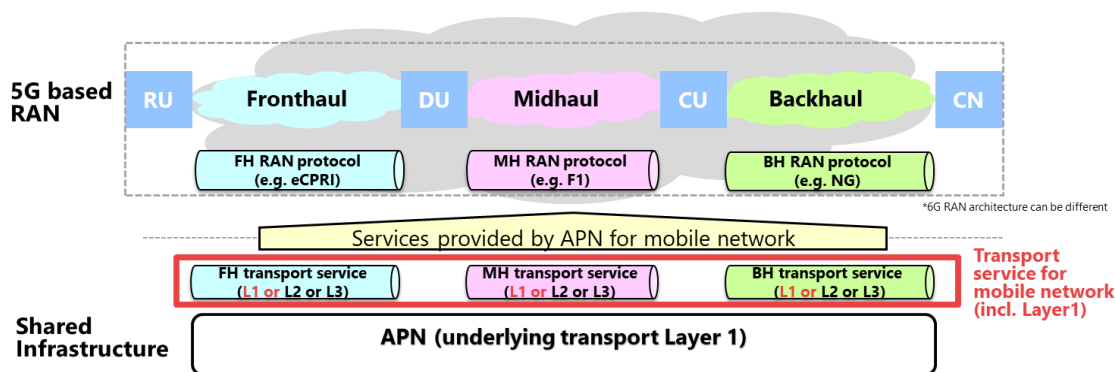 5G based
RAN
RU
Fronthaul
DU
Midhaul
CU
Backhaul
CN
FH RAN protocol
(e.g. eCPRI)
MH RAN protocol
(e.g. F1)
BH RAN protocol
(e.g. NG)
*6G RAN architecture can be different
Services provided by APN for mobile network
FH transport service
(L1 or L2 or L3)
MH transport service
(L1 or L2 or L3)
BH transport service
(L1 or L2 or L3)
Transport
service for
mobile network
(incl. Layer1)
Shared
Infrastructure
APN (underlying transport Layer 1)